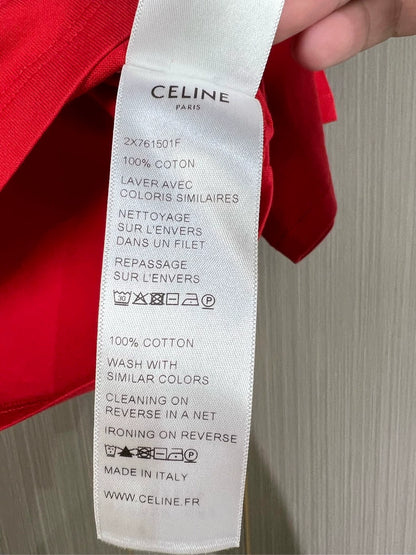 CELINE
PARIS
2X761501F
100% COTON
LAVER AVEC
COLORIS SIMILAIRES
NETTOYAGE
SUR L'ENVERS
DANS UN FILET
REPASSAGE
SUR L'ENVERS
30 P
100% COTTON
WASH WITH
SIMILAR COLORS
CLEANING ON
REVERSE IN A NET
IRONING ON REVERSE
P
MADE IN ITALY
WWW.CELINE.FR